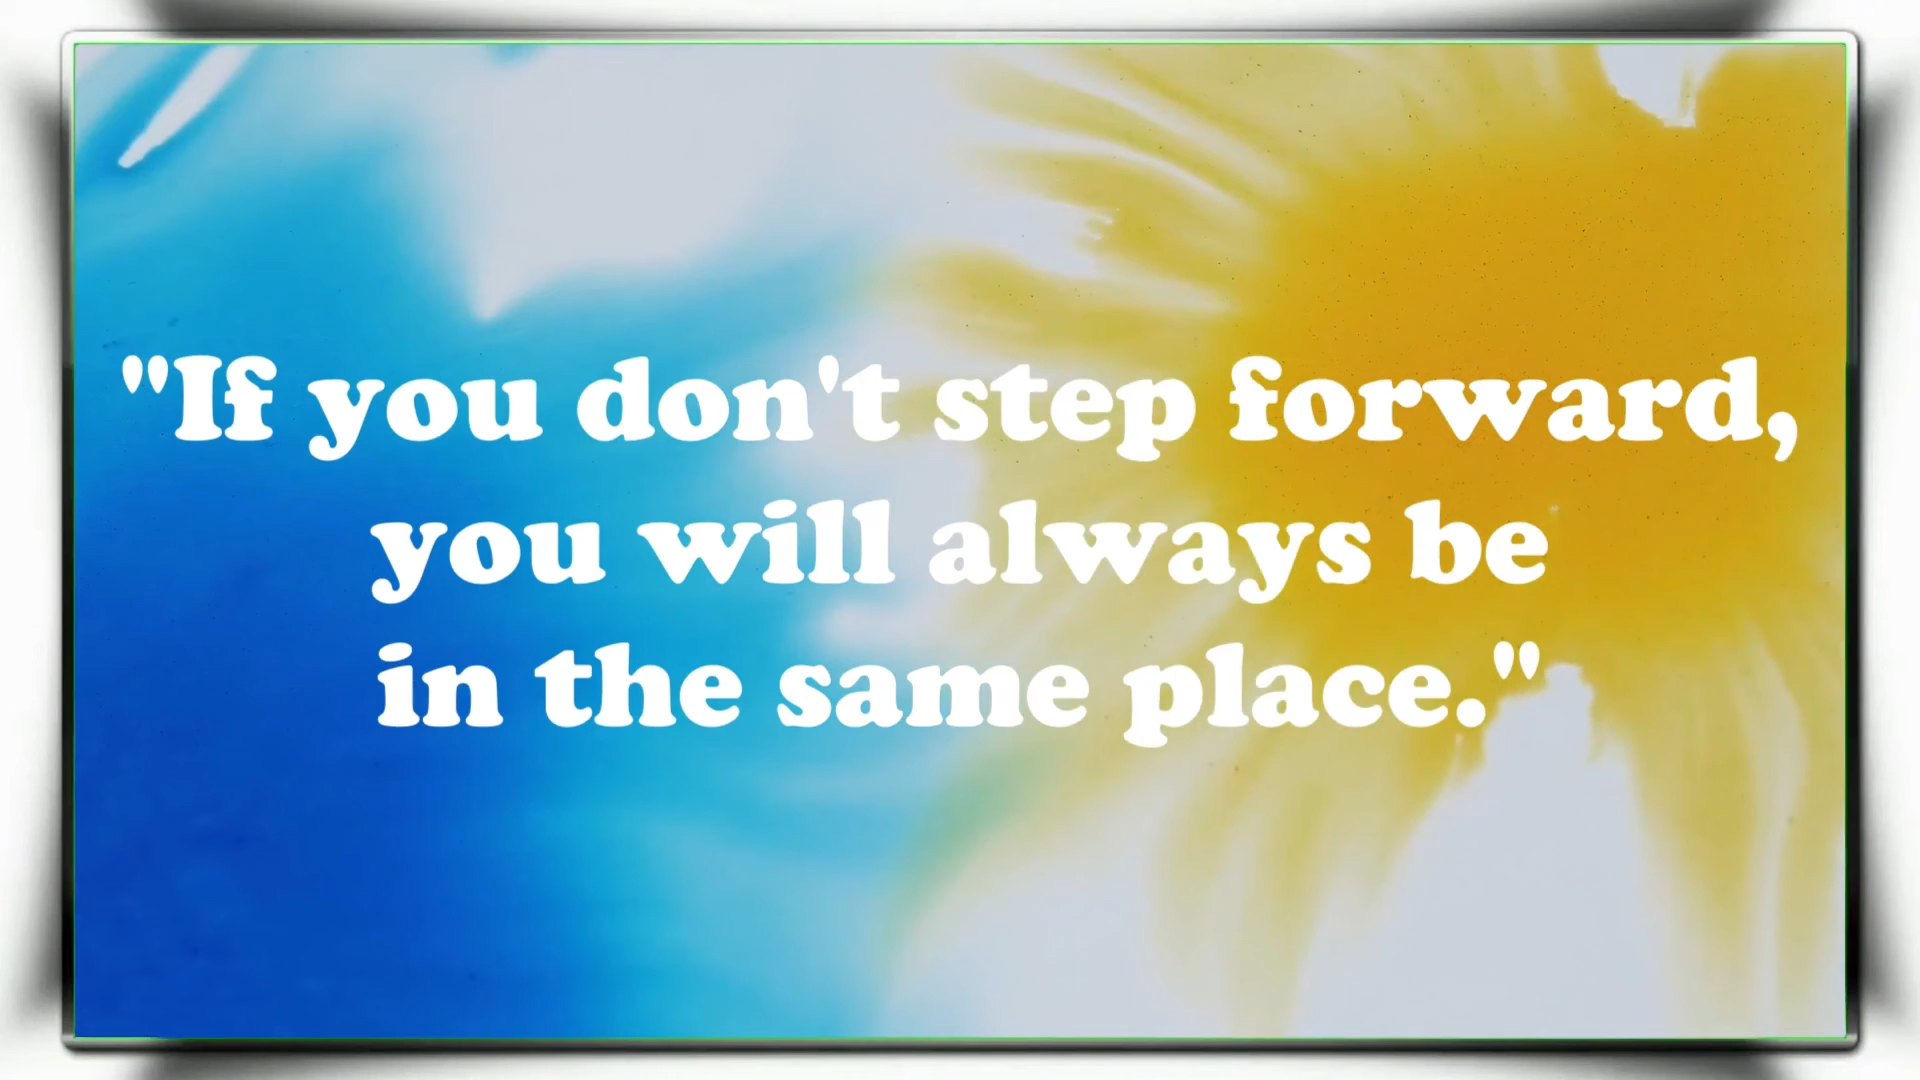 "If you don't step forward,
you will always be
in the same place."